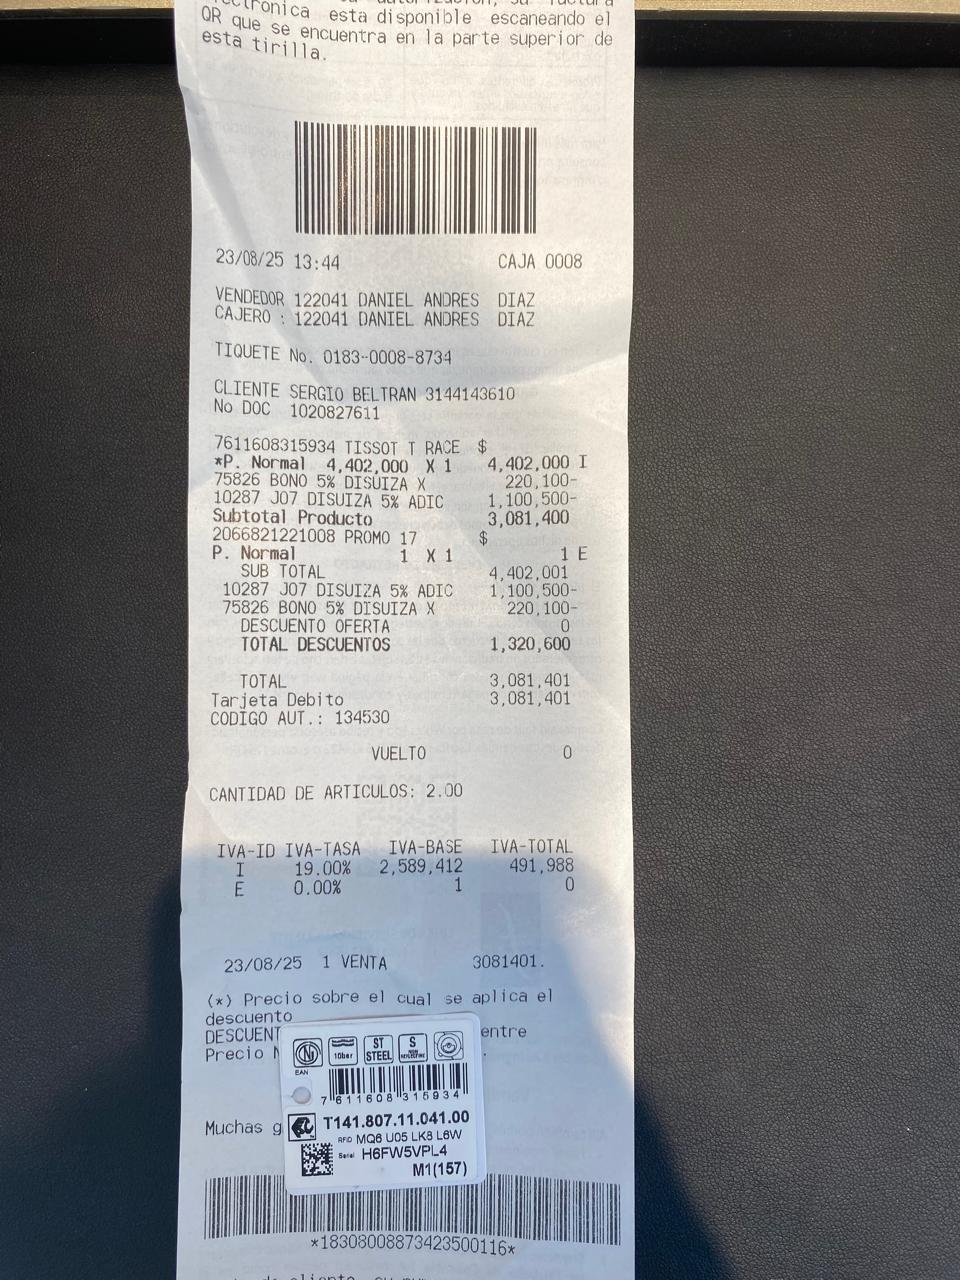 su factura
electrónica esta disponible escaneando el
QR que se encuentra en la parte superior de
esta tirilla.
23/08/25 13:44 CAJA 0008
VENDEDOR 122041 DANIEL ANDRES DIAZ
CAJERO : 122041 DANIEL ANDRES DIAZ
TIQUETE No. 0183-0008-8734
CLIENTE SERGIO BELTRAN 3144143610
No DOC 1020827611
7611608315934 TISSOT T RACE $
*P. Normal 4,402,000 X 1 4,402,000 I
75826 BONO 5% DISUIZA X 220,100-
10287 J07 DISUIZA 5% ADIC 1,100,500-
Subtotal Producto 3,081,400
2066821221008 PROMO 17 $
P. Normal 1 X 1 1 E
SUB TOTAL 4,402,001
10287 J07 DISUIZA 5% ADIC 1,100,500-
75826 BONO 5% DISUIZA X 220,100-
DESCUENTO OFERTA 0
TOTAL DESCUENTOS 1,320,600
TOTAL 3,081,401
Tarjeta Debito 3,081,401
CODIGO AUT.: 134530
VUELTO 0
CANTIDAD DE ARTICULOS: 2.00
IVA-ID IVA-TASA IVA-BASE IVA-TOTAL
I 19.00% 2,589,412 491,988
E 0.00% 1 0
23/08/25 1 VENTA 3081401.
(*) Precio sobre el cual se aplica el
descuento
DESCUENT entre
Precio N .
Muchas g
10bar
ST
STEEL
S
EAN
7 611608 315934
T141.807.11.041.00
RFID MQ6 U05 LK8 L6W
Serial H6FW5VPL4
M1(157)
*18308008873423500116*